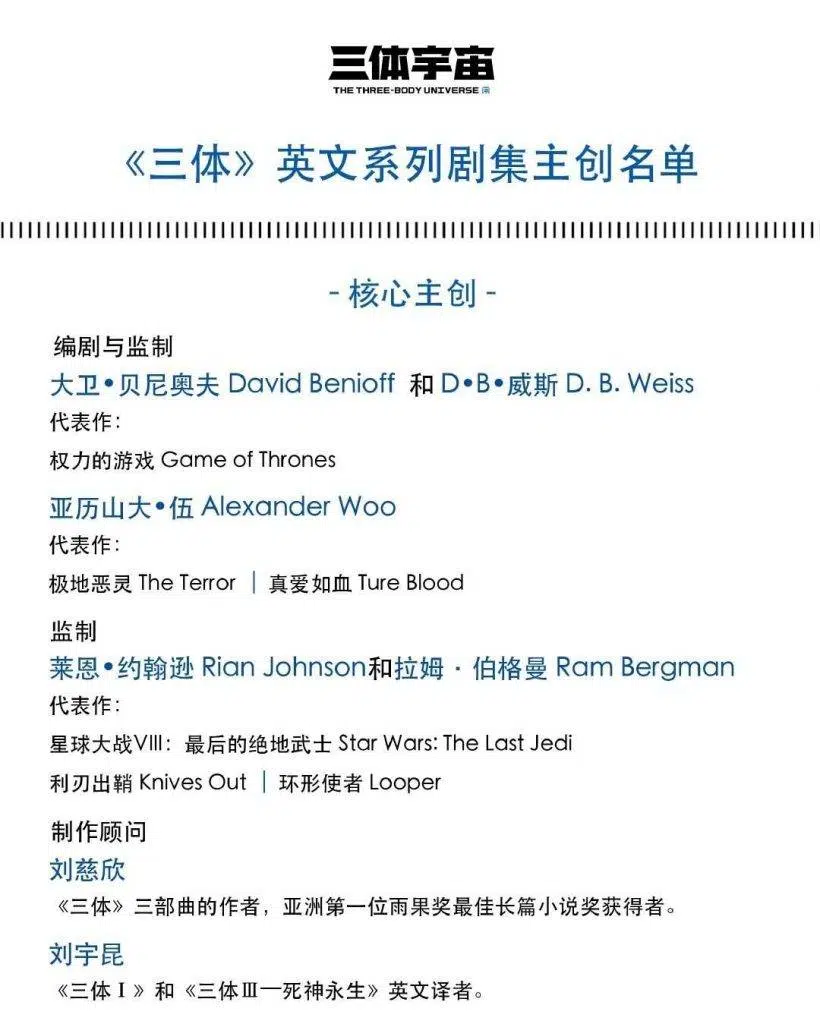 三体宇宙
THE THREE-BODY UNIVERSE
《三体》英文系列剧集主创名单
- 核心主创 -
编剧与监制
大卫•贝尼奥夫 David Benioff 和 D•B•威斯 D. B. Weiss
代表作：
权力的游戏 Game of Thrones
亚历山大•伍 Alexander Woo
代表作：
极地恶灵 The Terror | 真爱如血 Ture Blood
监制
莱恩•约翰逊 Rian Johnson和拉姆·伯格曼 Ram Bergman
代表作：
星球大战VIII：最后的绝地武士 Star Wars: The Last Jedi
利刃出鞘 Knives Out | 环形使者 Looper
制作顾问
刘慈欣
《三体》三部曲的作者，亚洲第一位雨果奖最佳长篇小说奖获得者。
刘宇昆
《三体Ⅰ》和《三体Ⅲ—死神永生》英文译者。